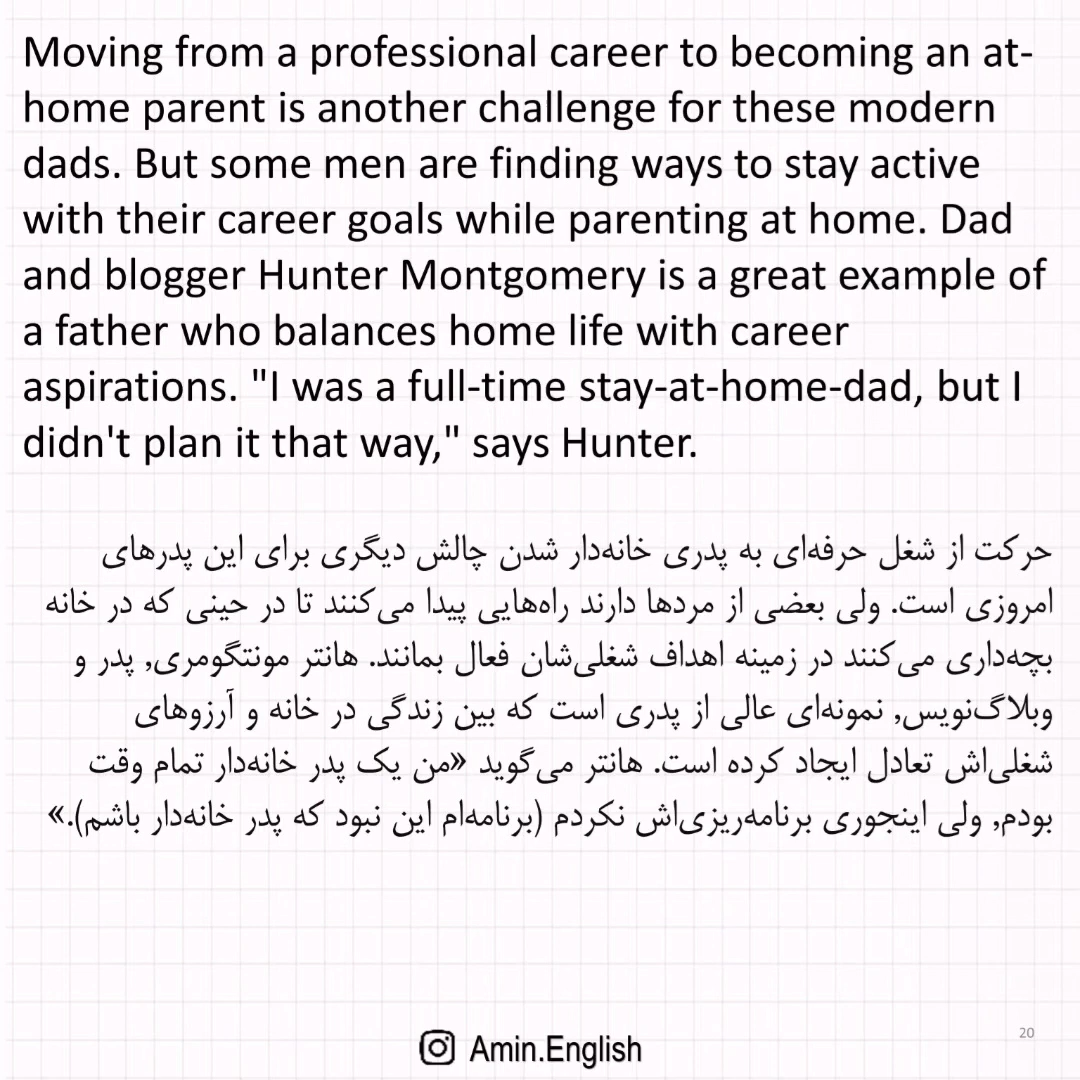 Moving from a professional career to becoming an at-
home parent is another challenge for these modern
dads. But some men are finding ways to stay active
with their career goals while parenting at home. Dad
and blogger Hunter Montgomery is a great example of
a father who balances home life with career
aspirations. "I was a full-time stay-at-home-dad, but I
didn't plan it that way," says Hunter.
حرکت از شغل حرفه‌ای به پدری خانه‌دار شدن چالش دیگری برای این پدرهای
امروزی است. ولی بعضی از مردها دارند راه‌هایی پیدا می‌کنند تا در حینی که در خانه
بچه‌داری می‌کنند در زمینه اهداف شغلی‌شان فعال بمانند. هانتر مونتگومری, پدر و
وبلاگ‌نویس, نمونه‌ای عالی از پدری است که بین زندگی در خانه و آرزوهای
شغلی‌اش تعادل ایجاد کرده است. هانتر می‌گوید «من یک پدر خانه‌دار تمام وقت
بودم, ولی اینجوری برنامه‌ریزی‌اش نکردم (برنامه‌ام این نبود که پدر خانه‌دار باشم).»
20
Amin.English